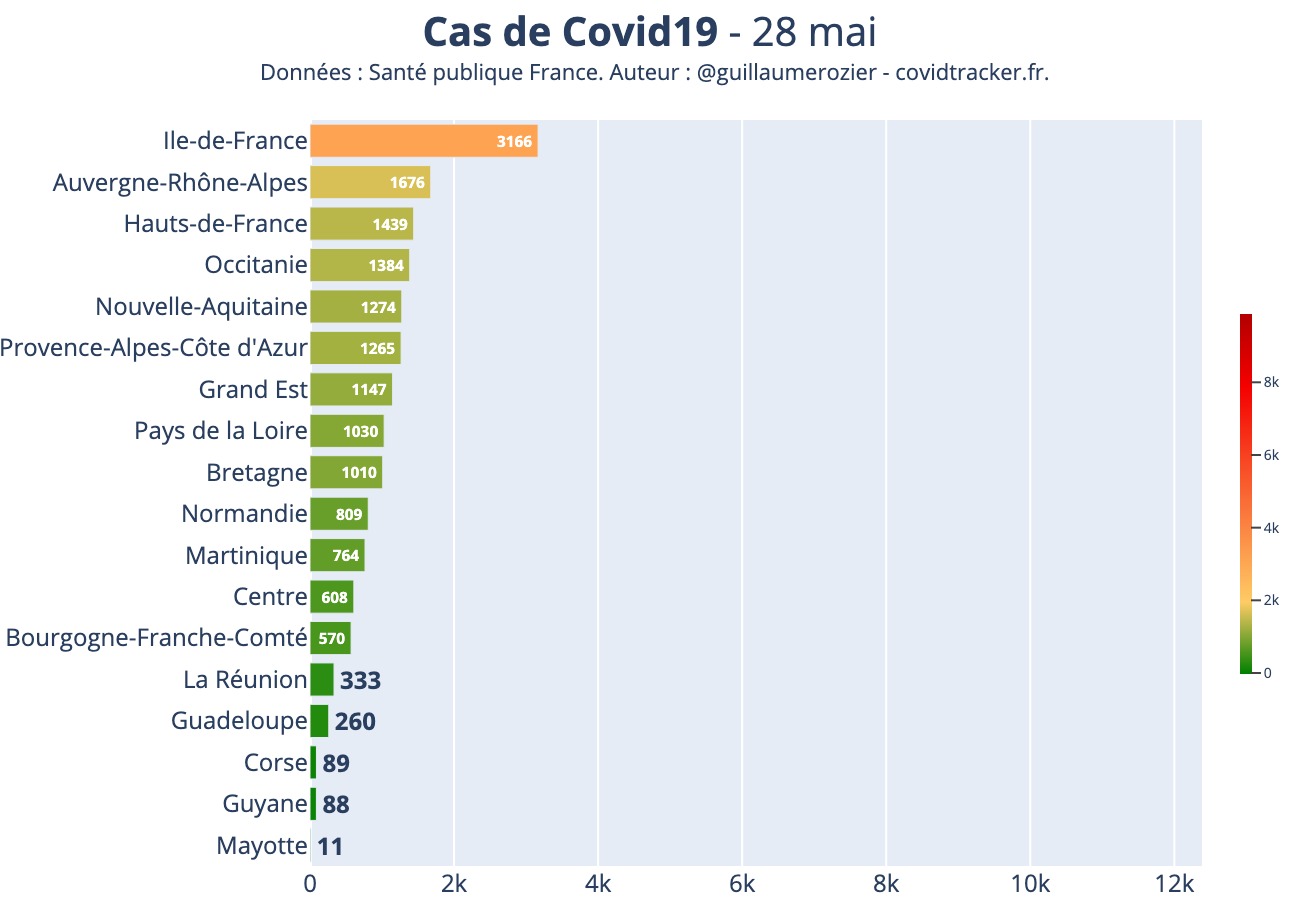 Cas de Covid19 - 28 mai
Données : Santé publique France. Auteur : @guillaumerozier - covidtracker.fr.
Ile-de-France 3166
Auvergne-Rhône-Alpes 1676
Hauts-de-France 1439
Occitanie 1384
Nouvelle-Aquitaine 1274
Provence-Alpes-Côte d'Azur 1265
Grand Est 1147
Pays de la Loire 1030
Bretagne 1010
Normandie 809
Martinique 764
Centre 608
Bourgogne-Franche-Comté 570
La Réunion 333
Guadeloupe 260
Corse 89
Guyane 88
Mayotte 11
0 2k 4k 6k 8k 10k 12k
8k
6k
4k
2k
0